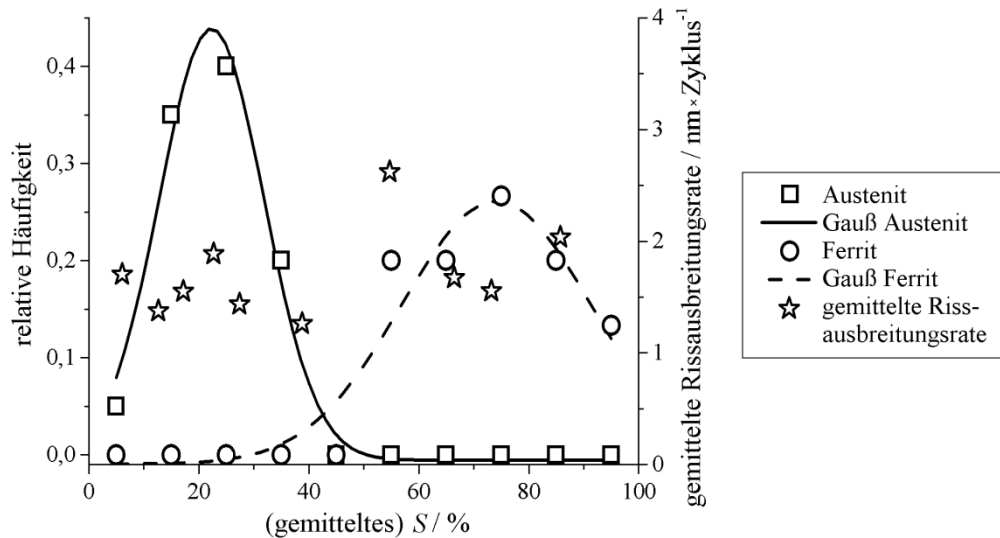 relative Häufigkeit
0,4
0,3
0,2
0,1
0,0
0
20
40
60
80
100
(gemitteltes) S / %
4
3
2
1
0
gemittelte Rissausbreitungsrate / nm×Zyklus⁻¹
Austenit
Gauß Austenit
Ferrit
Gauß Ferrit
gemittelte Riss-
ausbreitungsrate